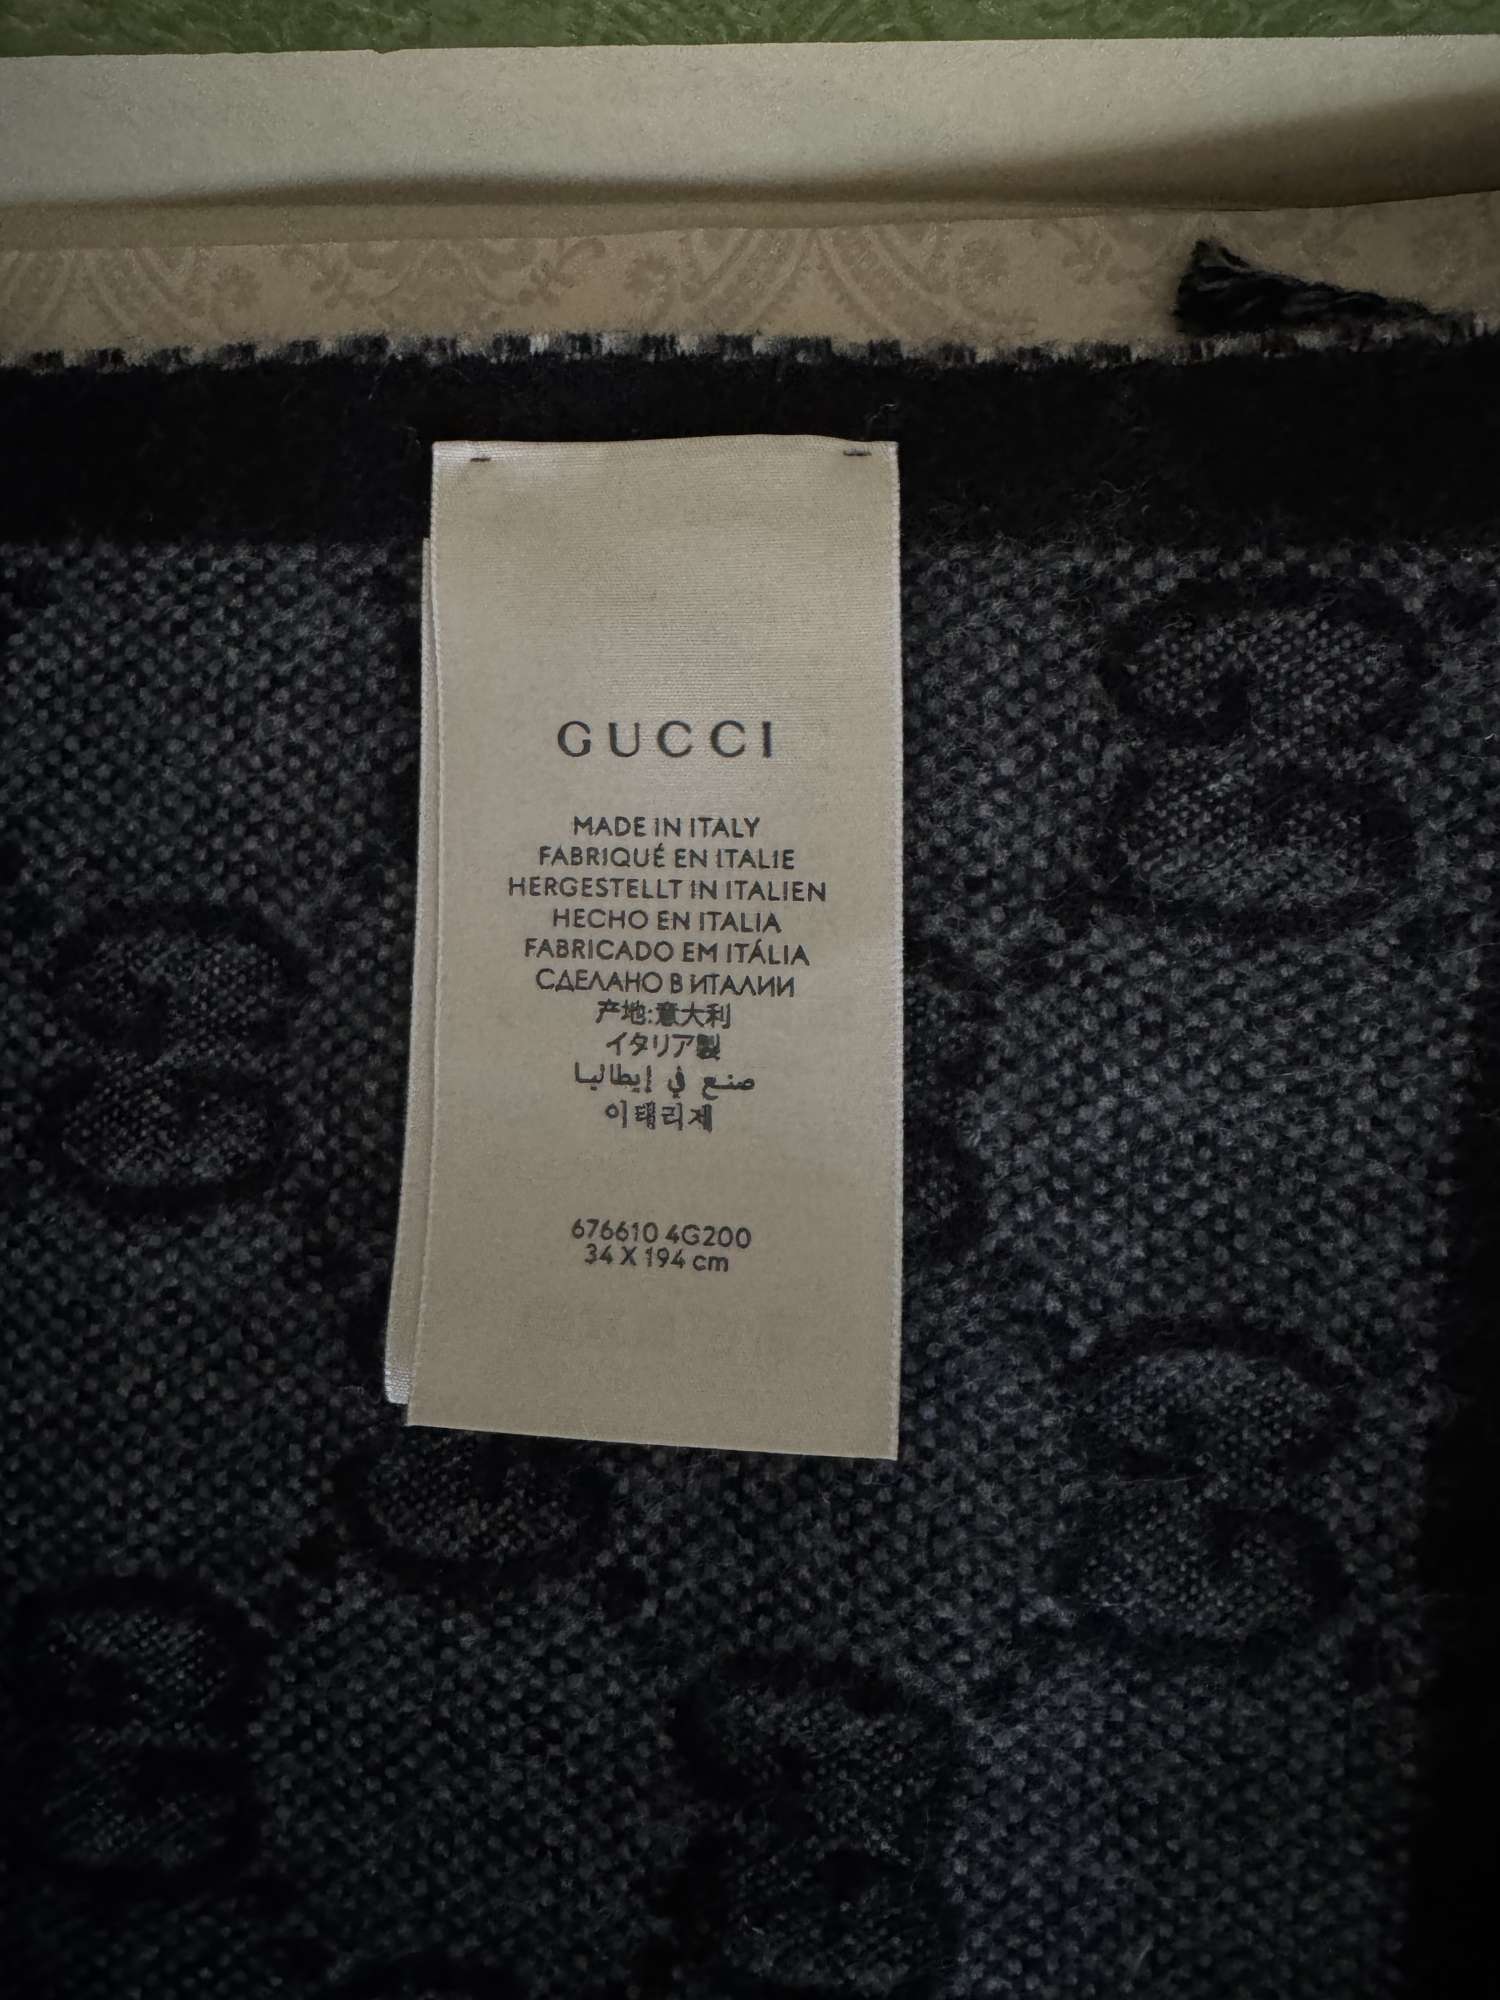 GUCCI
MADE IN ITALY
FABRIQUÉ EN ITALIE
HERGESTELLT IN ITALIEN
HECHO EN ITALIA
FABRICADO EM ITÁLIA
СДЕЛАНО В ИТАЛИИ
产地:意大利
イタリア製
صنع في إيطاليا
이태리제
676610 4G200
34 X 194 cm